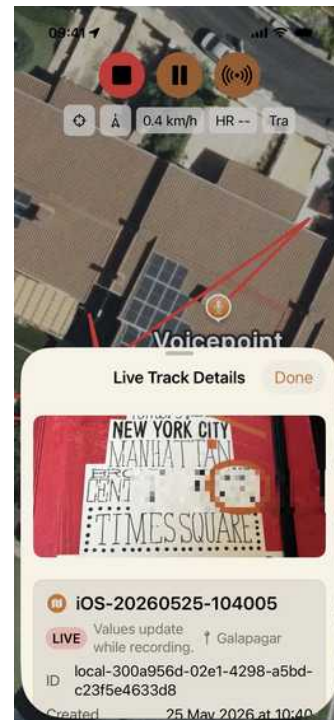 09:41
0.4 km/h
HR --
Tra
Voicepoint
Live Track Details
Done
NEW YORK CITY
MANHATTAN
CENT
TIMES SQUARE
iOS-20260525-104005
LIVE
Values update
while recording.
Galapagar
ID
local-300a956d-02e1-4298-a5bd-
c23f5e4633d8
Created
25 May 2026 at 10:40